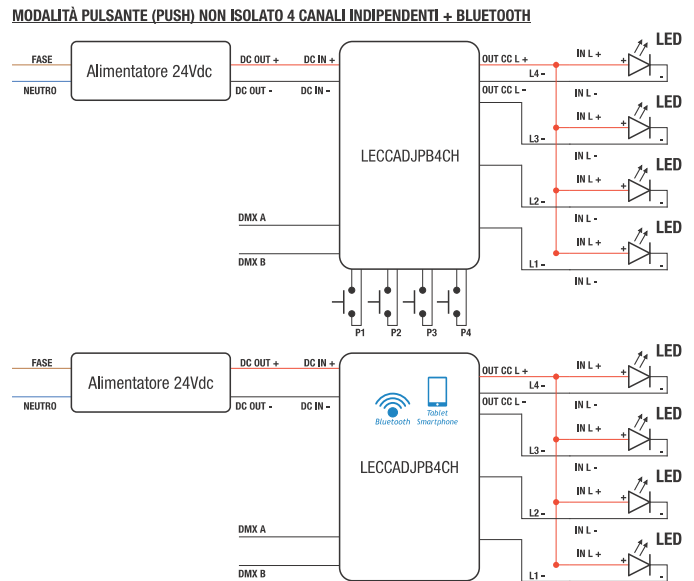 MODALITÀ PULSANTE (PUSH) NON ISOLATO 4 CANALI INDIPENDENTI + BLUETOOTH
FASE
NEUTRO
Alimentatore 24Vdc
DC OUT +
DC IN +
DC OUT -
DC IN -
LECCADJPB4CH
DMX A
DMX B
P1
P2
P3
P4
OUT CC L +
L4 -
OUT CC L -
L3 -
L2 -
L1 -
IN L +
+
-
LED
IN L -
IN L +
+
-
LED
IN L -
IN L +
+
-
LED
IN L -
IN L +
+
-
LED
IN L -
FASE
NEUTRO
Alimentatore 24Vdc
DC OUT +
DC IN +
DC OUT -
DC IN -
Bluetooth
Tablet
Smartphone
LECCADJPB4CH
DMX A
DMX B
OUT CC L +
L4 -
OUT CC L -
L3 -
L2 -
L1 -
IN L +
+
-
LED
IN L -
IN L +
+
-
LED
IN L -
IN L +
+
-
LED
IN L -
IN L +
+
-
LED